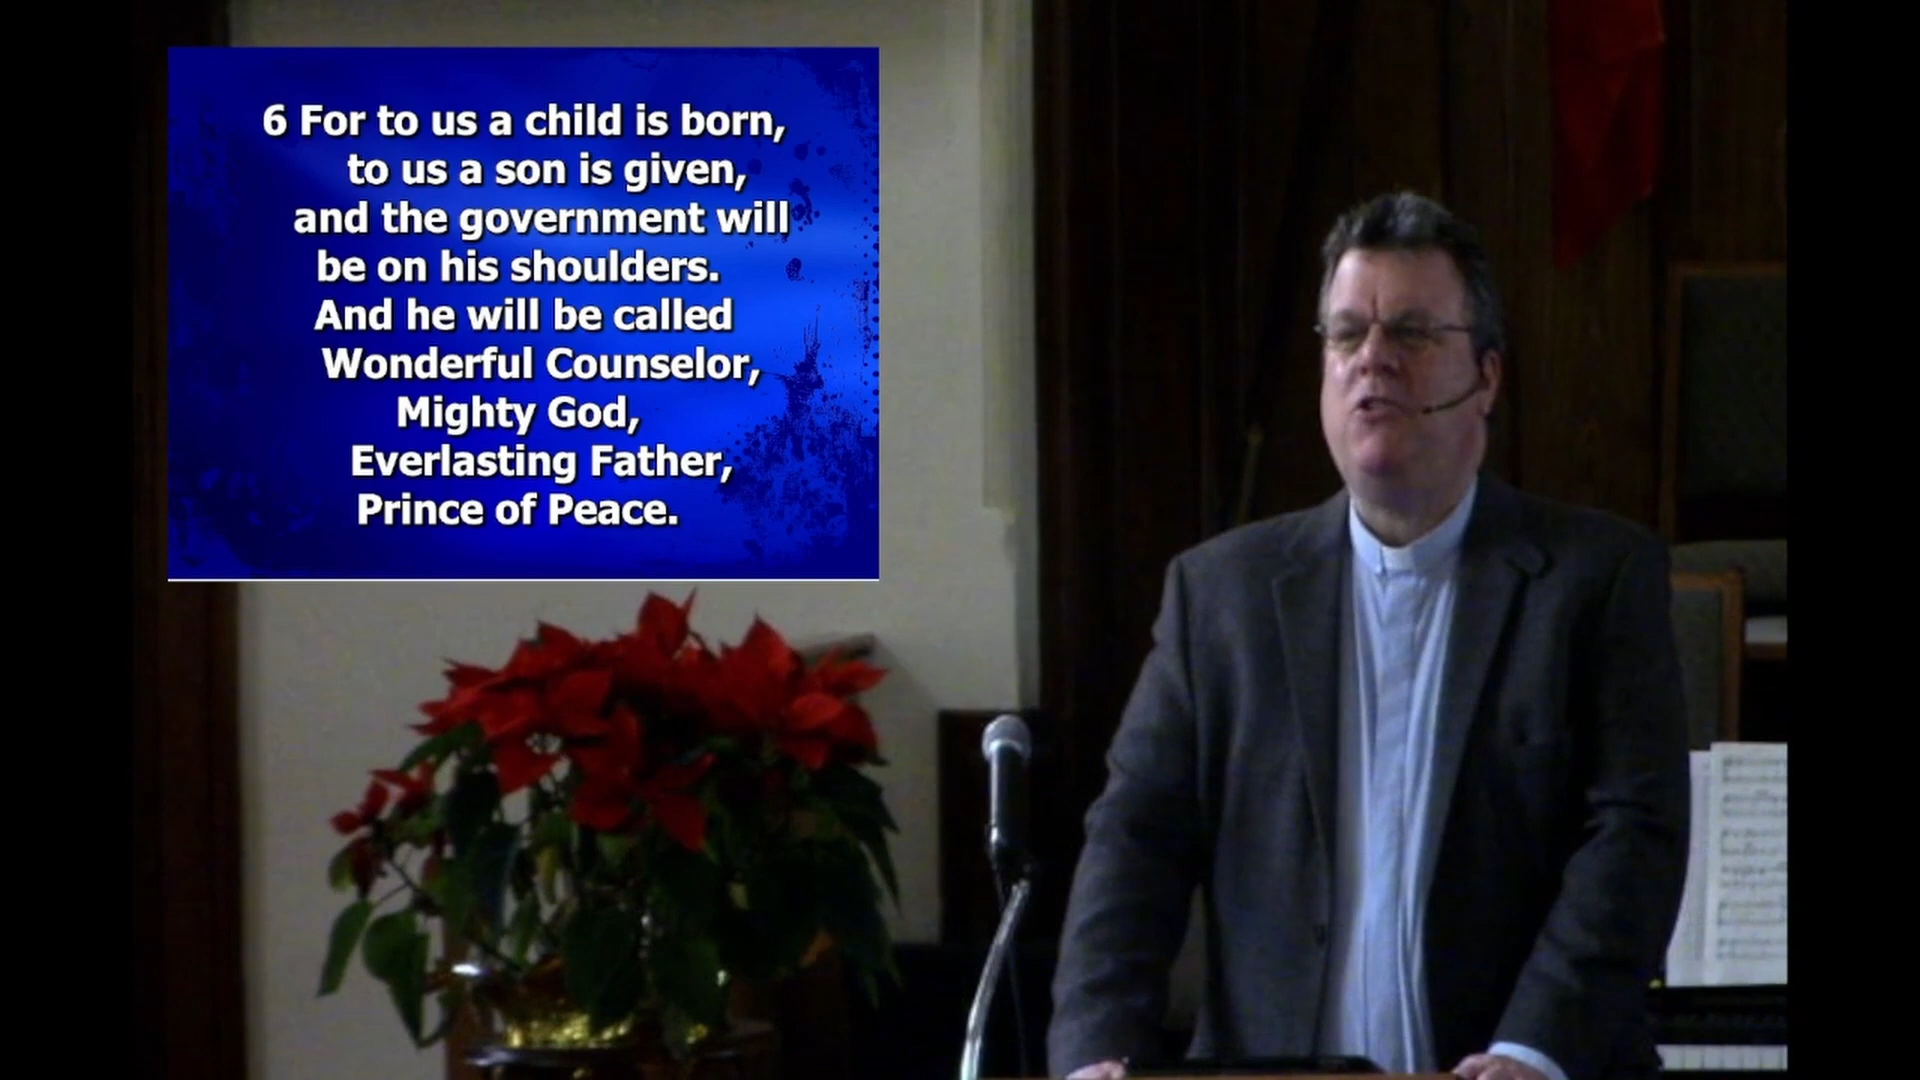 6 For to us a child is born,
to us a son is given,
and the government will
be on his shoulders.
And he will be called
Wonderful Counselor,
Mighty God,
Everlasting Father,
Prince of Peace.